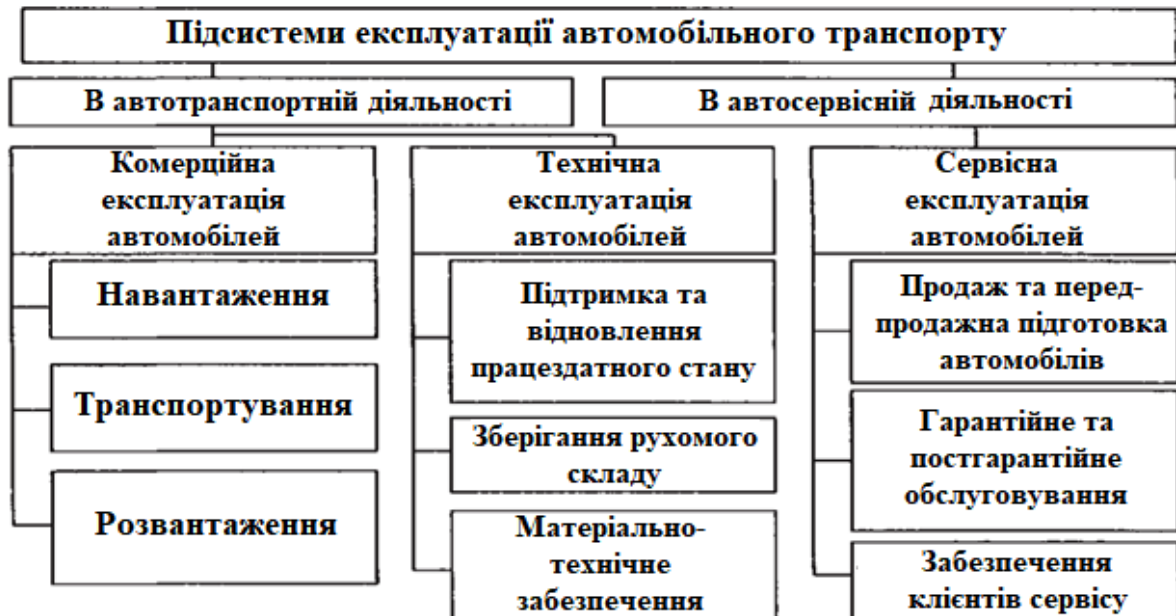 Підсистеми експлуатації автомобільного транспорту
В автотранспортній діяльності
В автосервісній діяльності
Комерційна
експлуатація
автомобілей
Навантаження
Транспортування
Розвантаження
Технічна
експлуатація
автомобілей
Підтримка та
відновлення
працездатного стану
Зберігання рухомого
складу
Матеріально-
технічне
забезпечення
Сервісна
експлуатація
автомобілей
Продаж та перед-
продажна підготовка
автомобілів
Гарантійне та
постгарантійне
обслуговування
Забезпечення
клієнтів сервісу